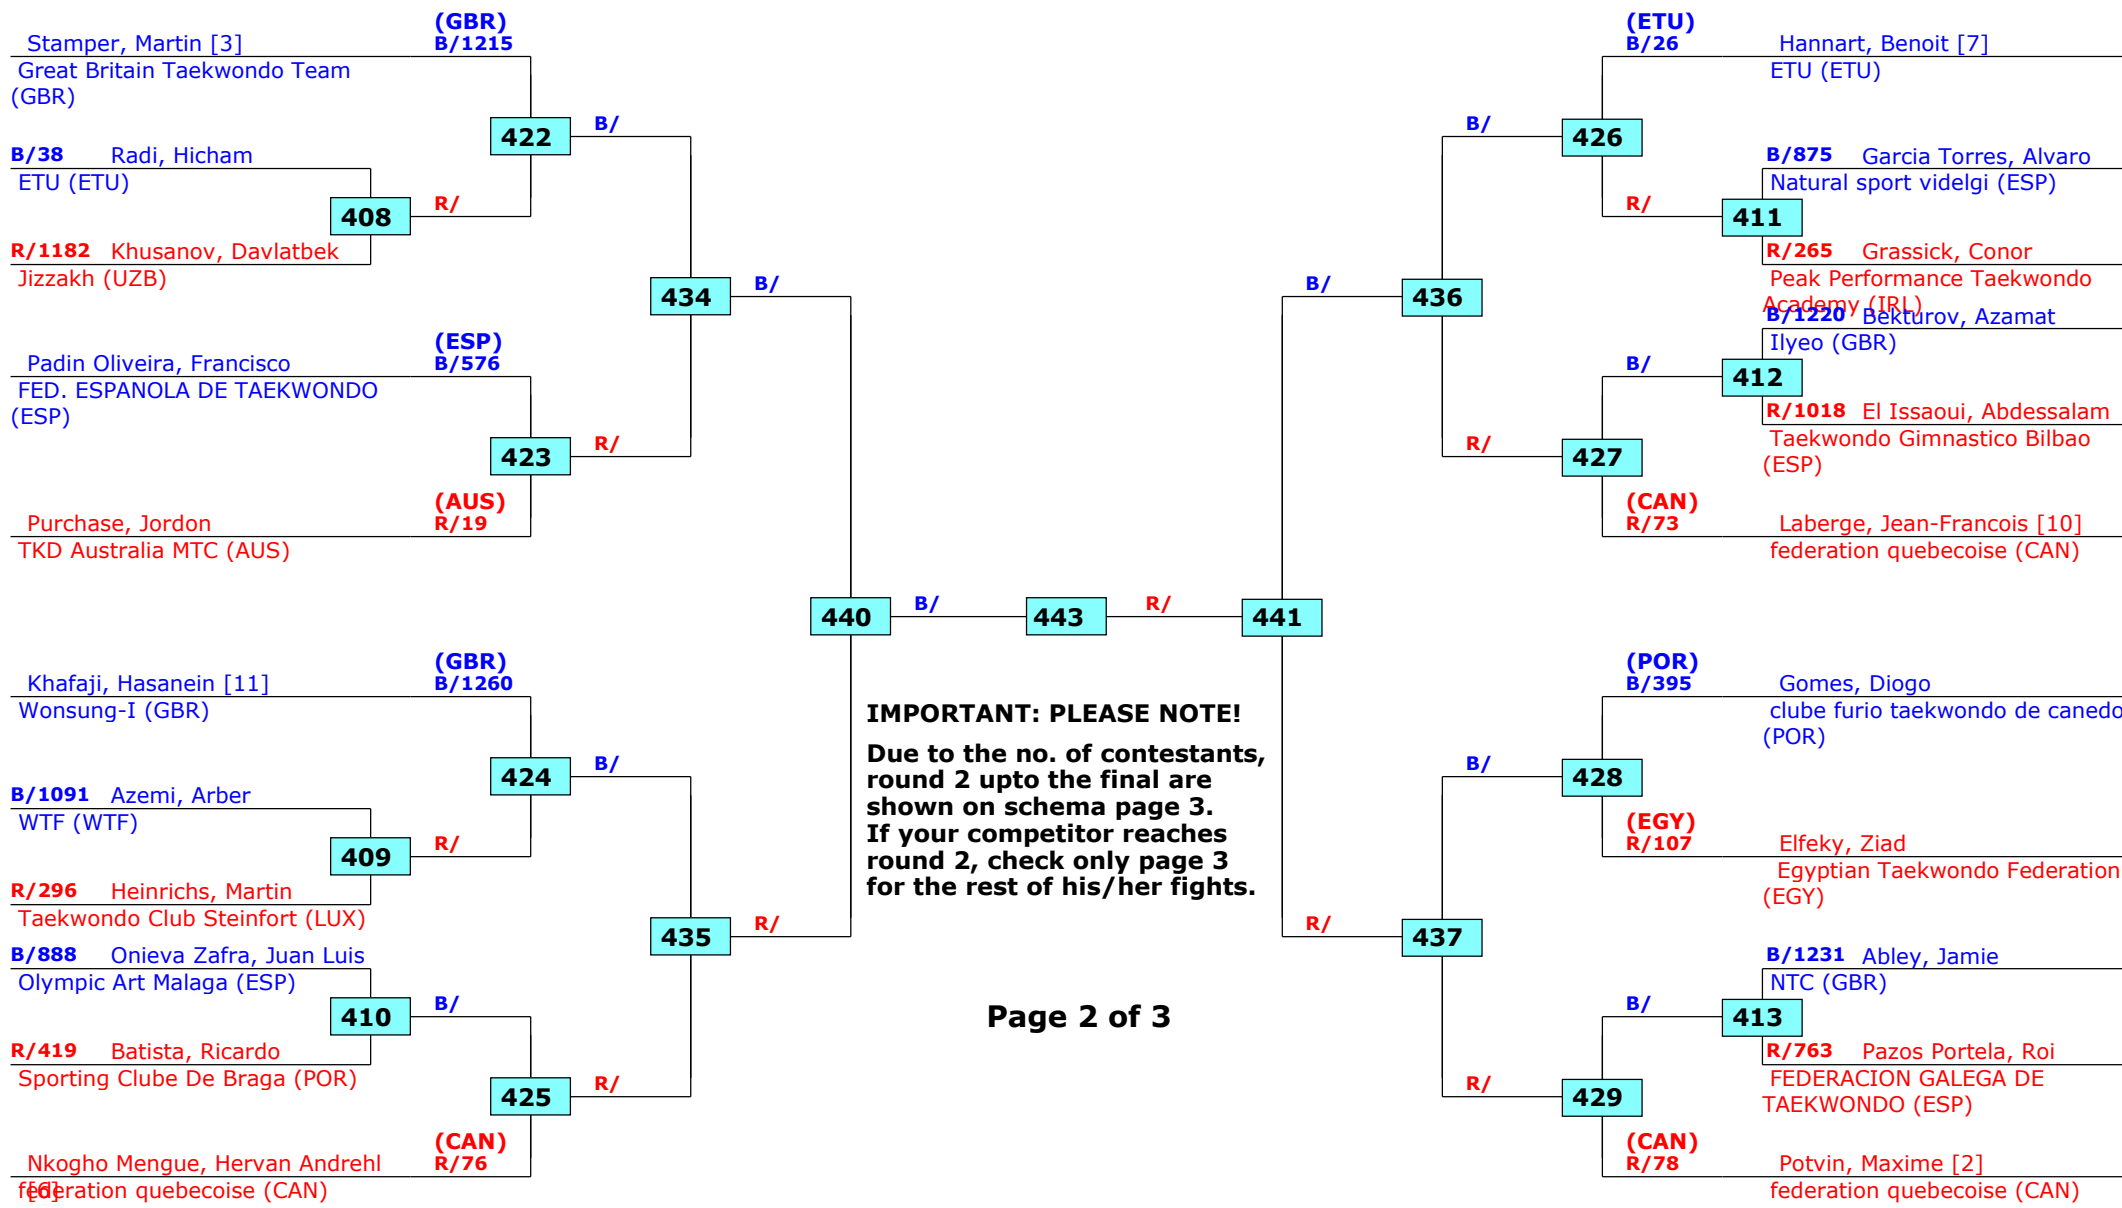 (GBR)
Stamper, Martin [3] B/1215
Great Britain Taekwondo Team
(GBR)
422
B/
B/38 Radi, Hicham
ETU (ETU)
408
R/
R/1182 Khusanov, Davlatbek
Jizzakh (UZB)
434
B/
(ESP)
Padin Oliveira, Francisco B/576
FED. ESPANOLA DE TAEKWONDO
(ESP)
423
R/
(AUS)
Purchase, Jordon R/19
TKD Australia MTC (AUS)
440
B/
(GBR)
Khafaji, Hasanein [11] B/1260
Wonsung-I (GBR)
424
B/
B/1091 Azemi, Arber
WTF (WTF)
409
R/
R/296 Heinrichs, Martin
Taekwondo Club Steinfort (LUX)
435
R/
B/888 Onieva Zafra, Juan Luis
Olympic Art Malaga (ESP)
410
B/
R/419 Batista, Ricardo
Sporting Clube De Braga (POR)
425
R/
(CAN)
Nkogho Mengue, Hervan Andrehl R/76
[6]
federation quebecoise (CAN)
443
IMPORTANT: PLEASE NOTE!
Due to the no. of contestants,
round 2 upto the final are
shown on schema page 3.
If your competitor reaches
round 2, check only page 3
for the rest of his/her fights.
Page 2 of 3
(ETU)
B/26 Hannart, Benoit [7]
ETU (ETU)
B/
426
B/875 Garcia Torres, Alvaro
Natural sport videlgi (ESP)
R/
411
R/265 Grassick, Conor
Peak Performance Taekwondo
Academy (IRL)
B/
436
B/1220 Bekturov, Azamat
Ilyeo (GBR)
B/
412
R/1018 El Issaoui, Abdessalam
Taekwondo Gimnastico Bilbao
(ESP)
R/
427
(CAN)
R/73 Laberge, Jean-Francois [10]
federation quebecoise (CAN)
R/
441
(POR)
B/395 Gomes, Diogo
clube furio taekwondo de canedo
(POR)
B/
428
(EGY)
R/107 Elfeky, Ziad
Egyptian Taekwondo Federation
(EGY)
R/
437
B/1231 Abley, Jamie
NTC (GBR)
B/
413
R/763 Pazos Portela, Roi
FEDERACION GALEGA DE
TAEKWONDO (ESP)
R/
429
(CAN)
R/78 Potvin, Maxime [2]
federation quebecoise (CAN)